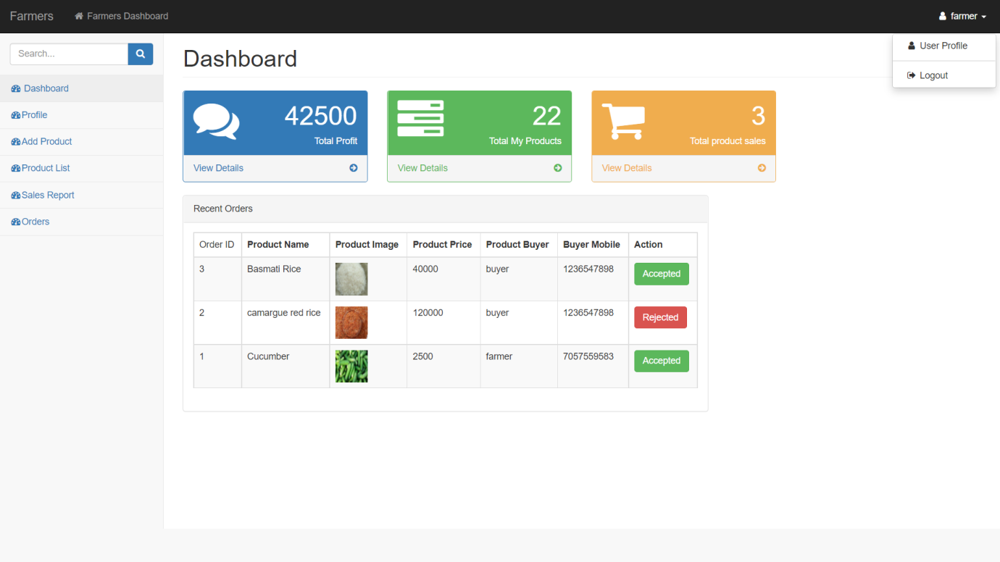 Farmers Farmers Dashboard farmer
User Profile
Logout
Search...
Dashboard
Profile
Add Product
Product List
Sales Report
Orders
Dashboard
42500
Total Profit
View Details
22
Total My Products
View Details
3
Total product sales
View Details
Recent Orders
Order ID Product Name Product Image Product Price Product Buyer Buyer Mobile Action
3 Basmati Rice 40000 buyer 1236547898 Accepted
2 camargue red rice 120000 buyer 1236547898 Rejected
1 Cucumber 2500 farmer 7057559583 Accepted